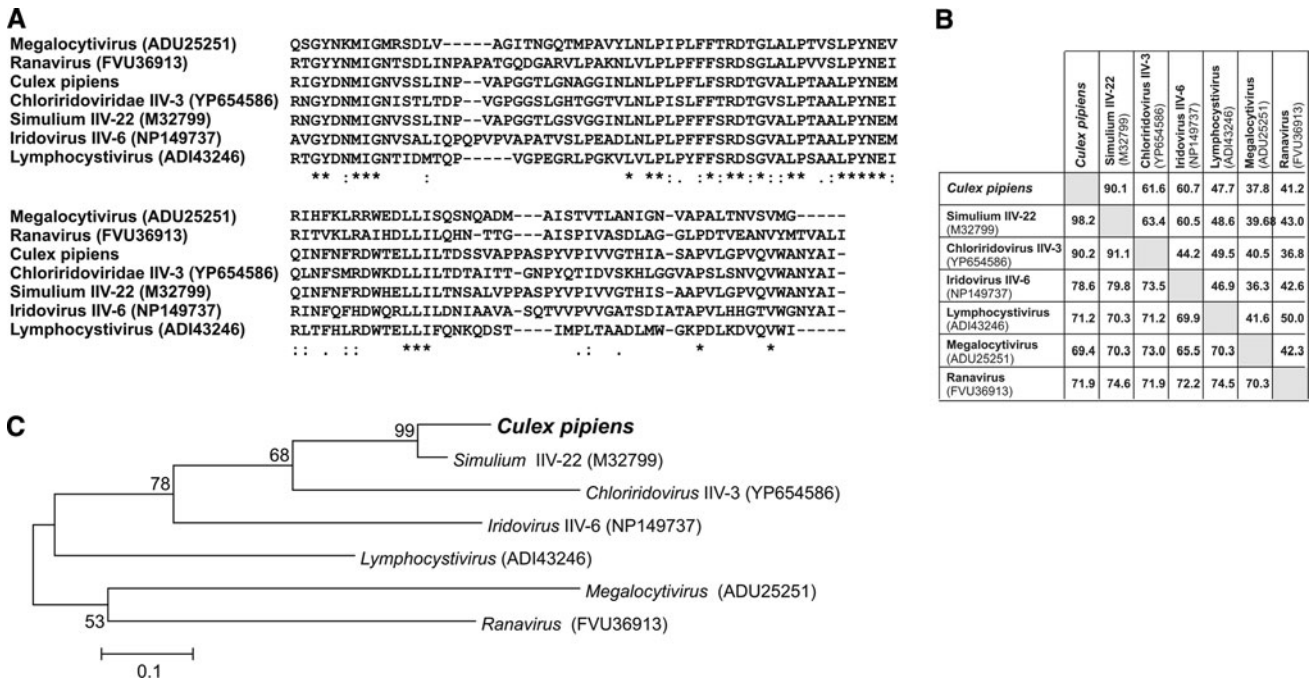 A
Megalocytivirus (ADU25251) QSGYNKMIGMRSDLV-----AGITNGQTMPAVYLNLPIPLFFTRDTGLALPTVSLPYNEV
Ranavirus (FVU36913) RTGYYDNMIGNTSDLINPAPATGQDGARVLPAKNLVLPLPFFFSRDSGVALPVVSLPYNEI
Culex pipiens RIGYDNMIGNVSNLTLNP--VAPGGTLGNAGGINLNLPLPYFFTRDTGVALPTAALPYNEM
Chloriridoviridae IIV-3 (YP654586) RNGYDNMIGNISTLTDP--VGPGGSLGHTGGTVLNLPISLFFTRDTGVSLPTAALPYNEM
Simulium IIV-22 (M32799) RNGYDNMIGNVSGLTLNP--VAPGGTLGSVGGINLNLPLPYFFTRDTGVALPTAALPYNEM
Iridovirus IIV-6 (NP149737) AVGYDNMIGNVSALIQPQPVPVAPATVSLPEADLNLPLPFFFSRDSGVALPTAALPYNEM
Lymphocystivirus (ADI43246) RTGYDNMIGNTIDMTQP-----VGPEGRLPGKVLVLPLPYFFSRDSGVALPSAALPYNEI
** :*** : * ** :. . **:**:*:.:** .:******:
Megalocytivirus (ADU25251) RIHFKLRRWEDLLISQSNQADM---AISTVTLANIGN-VAPALTNVSVMG-----
Ranavirus (FVU36913) RITVKLRAIHDLLILQHN-TTG---AISPIVASDLAG-GLPDTVEANVYMTVALI
Culex pipiens QINFNFRDWPELLILTDSSVAPPASPYVPIVVGTDIS-AAPVLGPVQVWANYAI-
Chloriridoviridae IIV-3 (YP654586) QLNFSMRDWKDLLILTDTAITT--GNPYQTIDVSKHLGGVAPSLSNVQVWANYAI-
Simulium IIV-22 (M32799) QINFNFRDWHELLILTNSALVPPASPYVPIVVGTHIS-AAPVLGPVQVWANYAI-
Iridovirus IIV-6 (NP149737) QINFQFHDWQRLLILDNIAAVA-SQTVVPVVGATSDIATAPVLHHGTVWGNYAI-
Lymphocystivirus (ADI43246) RLTFHLRDWTELLIFQNKQDST----IMPLTAADLMW-GKPDLKDVQVWI-----
:: . :: *** .: . * *
B
Culex pipiens Simulium IIV-22 (M32799) Chloriridovirus IIV-3 (YP654586) Iridovirus IIV-6 (NP149737) Lymphocystivirus (ADI43246) Megalocytivirus (ADU25251) Ranavirus (FVU36913)
Culex pipiens 90.1 61.6 60.7 47.7 37.8 41.2
Simulium IIV-22 (M32799) 98.2 63.4 60.5 48.6 39.68 43.0
Chloriridovirus IIV-3 (YP654586) 90.2 91.1 44.2 49.5 40.5 36.8
Iridovirus IIV-6 (NP149737) 78.6 79.8 73.5 46.9 36.3 42.6
Lymphocystivirus (ADI43246) 71.2 70.3 71.2 69.9 41.6 50.0
Megalocytivirus (ADU25251) 69.4 70.3 73.0 65.5 70.3 42.3
Ranavirus (FVU36913) 71.9 74.6 71.9 72.2 74.5 70.3
C
99 Culex pipiens
Simulium IIV-22 (M32799)
68
Chloriridovirus IIV-3 (YP654586)
78
Iridovirus IIV-6 (NP149737)
Lymphocystivirus (ADI43246)
Megalocytivirus (ADU25251)
53
Ranavirus (FVU36913)
0.1